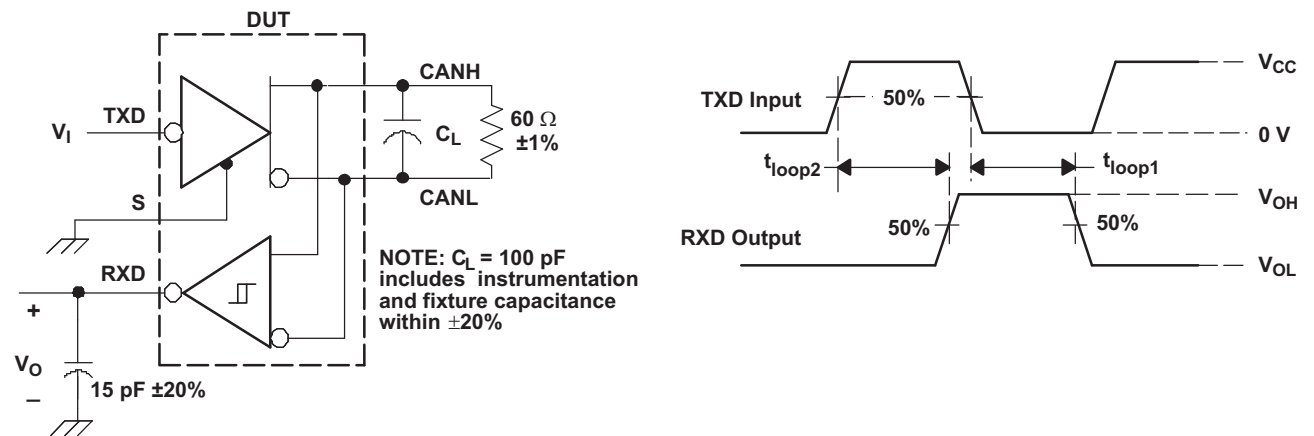 DUT
CANH
TXD
V_I
C_L
60 Ω
±1%
S
CANL
RXD
NOTE: C_L = 100 pF
includes instrumentation
and fixture capacitance
within ±20%
+
V_O
−
15 pF ±20%
V_CC
TXD Input
50%
0 V
t_loop2
t_loop1
V_OH
50%
50%
RXD Output
V_OL